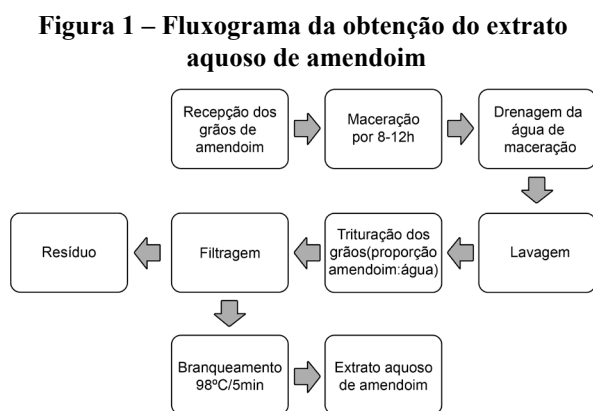 Figura 1 – Fluxograma da obtenção do extrato
aquoso de amendoim
Recepção dos
grãos de
amendoim
Maceração
por 8-12h
Drenagem da
água de
maceração
Lavagem
Trituração dos
grãos(proporção
amendoim:água)
Filtragem
Resíduo
Branqueamento
98ºC/5min
Extrato aquoso
de amendoim